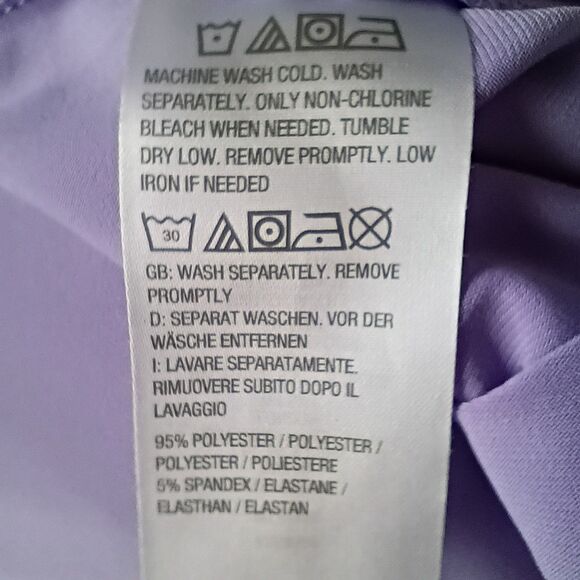 MACHINE WASH COLD. WASH
SEPARATELY. ONLY NON-CHLORINE
BLEACH WHEN NEEDED. TUMBLE
DRY LOW. REMOVE PROMPTLY. LOW
IRON IF NEEDED
30
GB: WASH SEPARATELY. REMOVE
PROMPTLY
D: SEPARAT WASCHEN. VOR DER
WÄSCHE ENTFERNEN
I: LAVARE SEPARATAMENTE.
RIMUOVERE SUBITO DOPO IL
LAVAGGIO
95% POLYESTER / POLYESTER /
POLYESTER / POLIESTERE
5% SPANDEX / ELASTANE /
ELASTHAN / ELASTAN